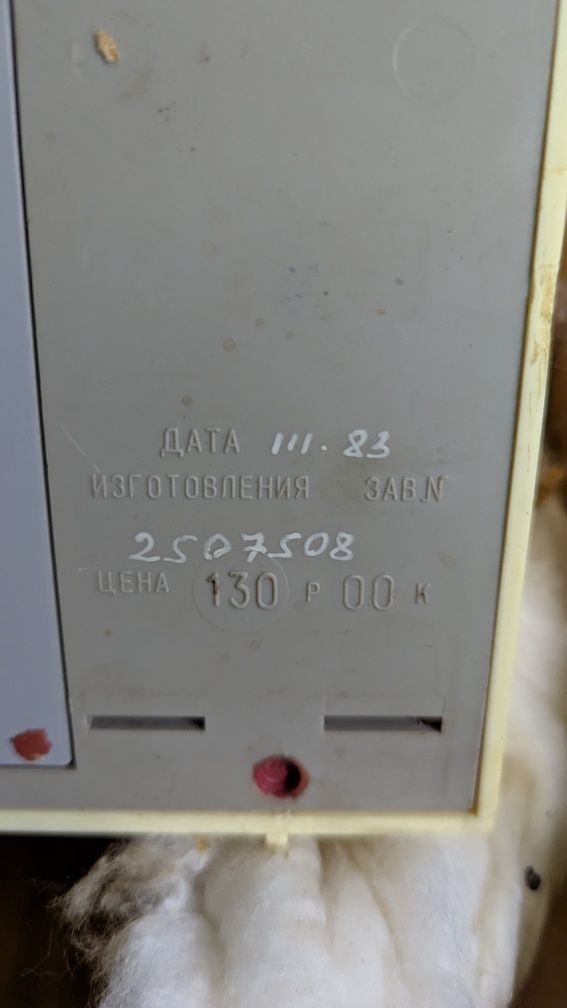 ДАТА III. 83
ИЗГОТОВЛЕНИЯ ЗАВ.N
2507508
ЦЕНА 130 Р 00 К